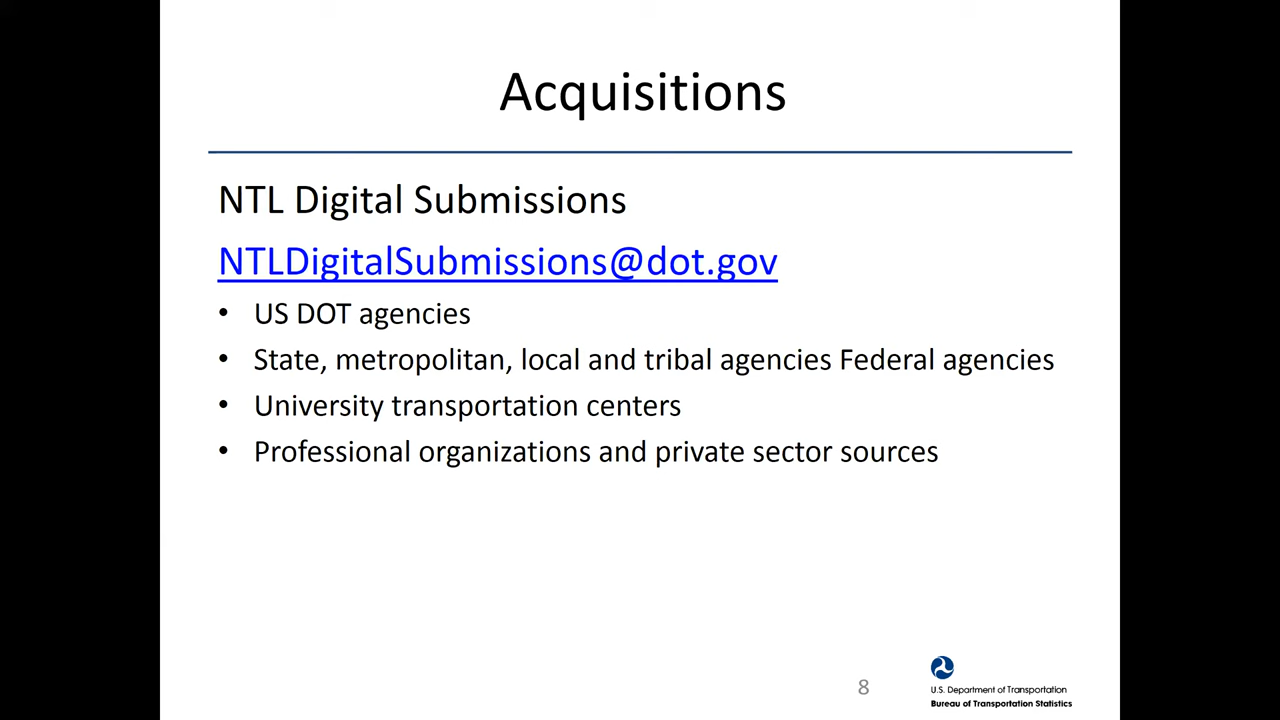 Acquisitions
NTL Digital Submissions
NTLDigitalSubmissions@dot.gov
• US DOT agencies
• State, metropolitan, local and tribal agencies Federal agencies
• University transportation centers
• Professional organizations and private sector sources
8
U.S. Department of Transportation
Bureau of Transportation Statistics